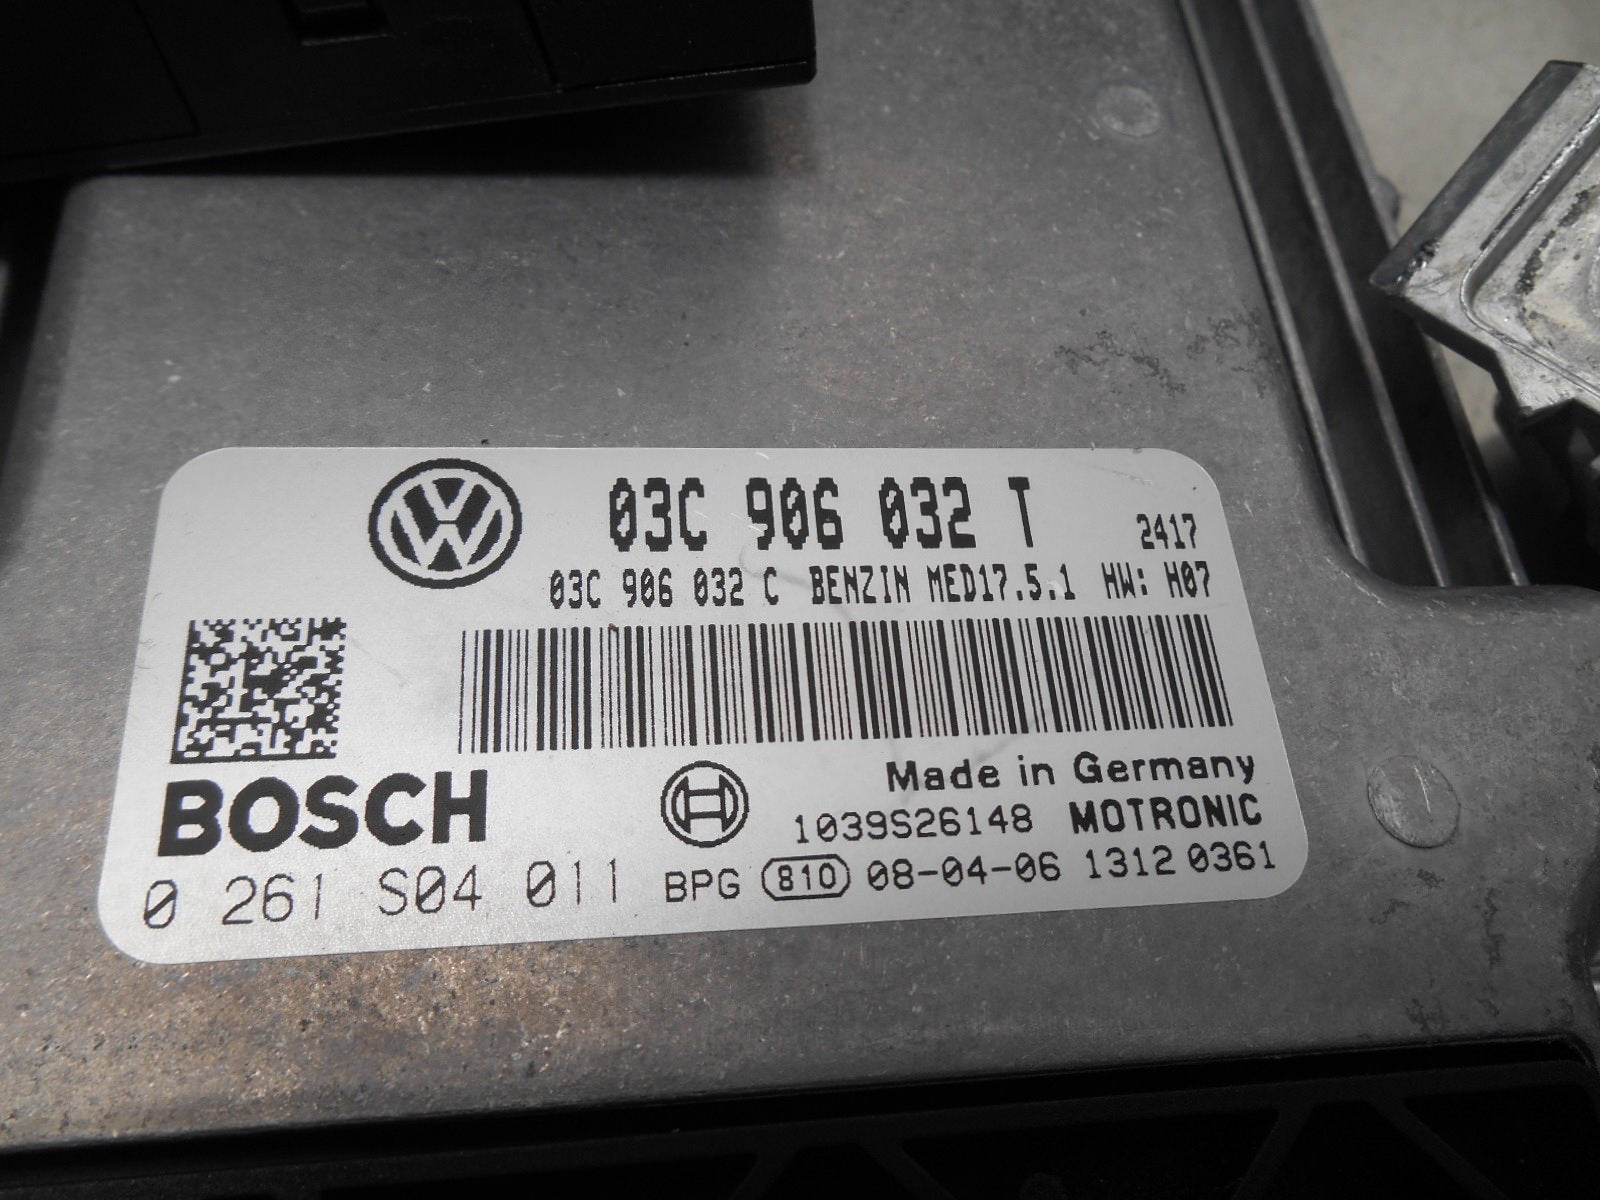 03C 906 032 T 2417
03C 906 032 C BENZIN MED17.5.1 HW: H07
Made in Germany
BOSCH 1039S26148 MOTRONIC
0 261 S04 011 BPG 810 08-04-06 1312 0361